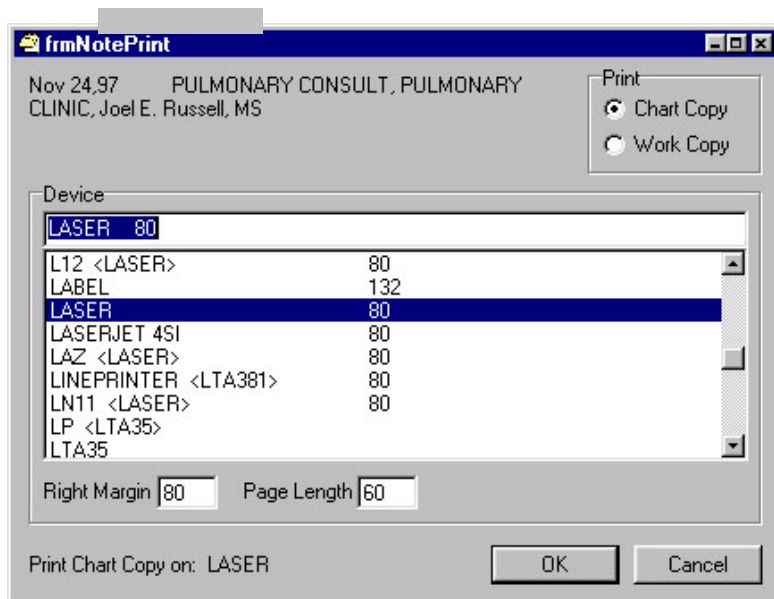 frmNotePrint
Nov 24,97 PULMONARY CONSULT, PULMONARY
CLINIC, Joel E. Russell, MS
Print
Chart Copy
Work Copy
Device
LASER 80
L12 <LASER> 80
LABEL 132
LASER 80
LASERJET 4SI 80
LAZ <LASER> 80
LINEPRINTER <LTA381> 80
LN11 <LASER> 80
LP <LTA35>
LTA35
Right Margin 80 Page Length 60
Print Chart Copy on: LASER
OK Cancel